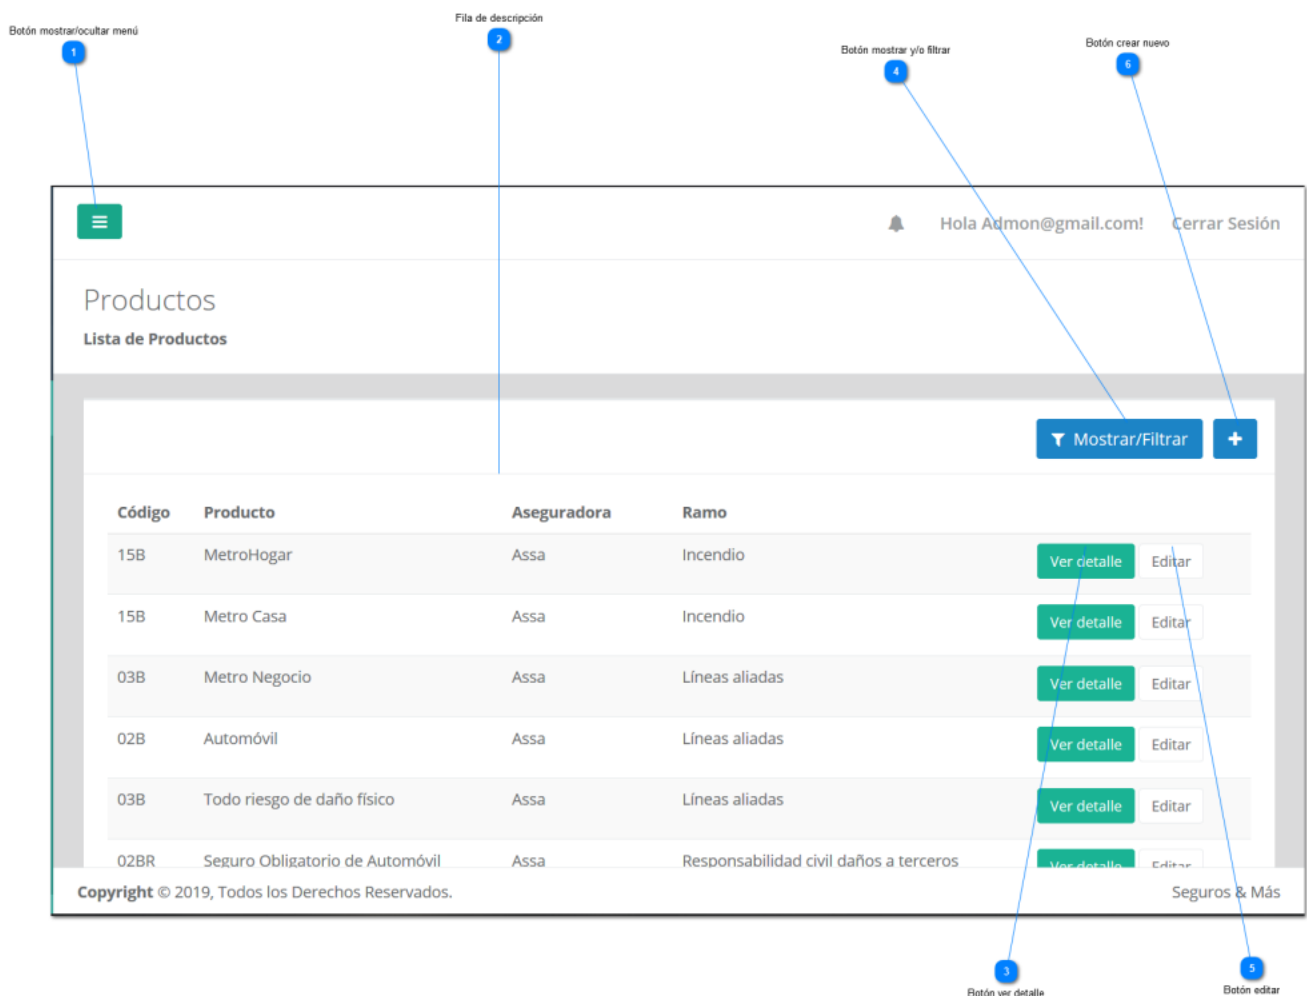 Fila de descripción
2
Botón mostrar/ocultar menú
1
Botón mostrar y/o filtrar
4
Botón crear nuevo
6
Hola Admon@gmail.com! Cerrar Sesión
Productos
Lista de Productos
Mostrar/Filtrar
Código Producto Aseguradora Ramo
15B MetroHogar Assa Incendio Ver detalle Editar
15B Metro Casa Assa Incendio Ver detalle Editar
03B Metro Negocio Assa Líneas aliadas Ver detalle Editar
02B Automóvil Assa Líneas aliadas Ver detalle Editar
03B Todo riesgo de daño físico Assa Líneas aliadas Ver detalle Editar
02BR Seguro Obligatorio de Automóvil Assa Responsabilidad civil daños a terceros Ver detalle Editar
Copyright © 2019, Todos los Derechos Reservados. Seguros & Más
3
Botón ver detalle
5
Botón editar